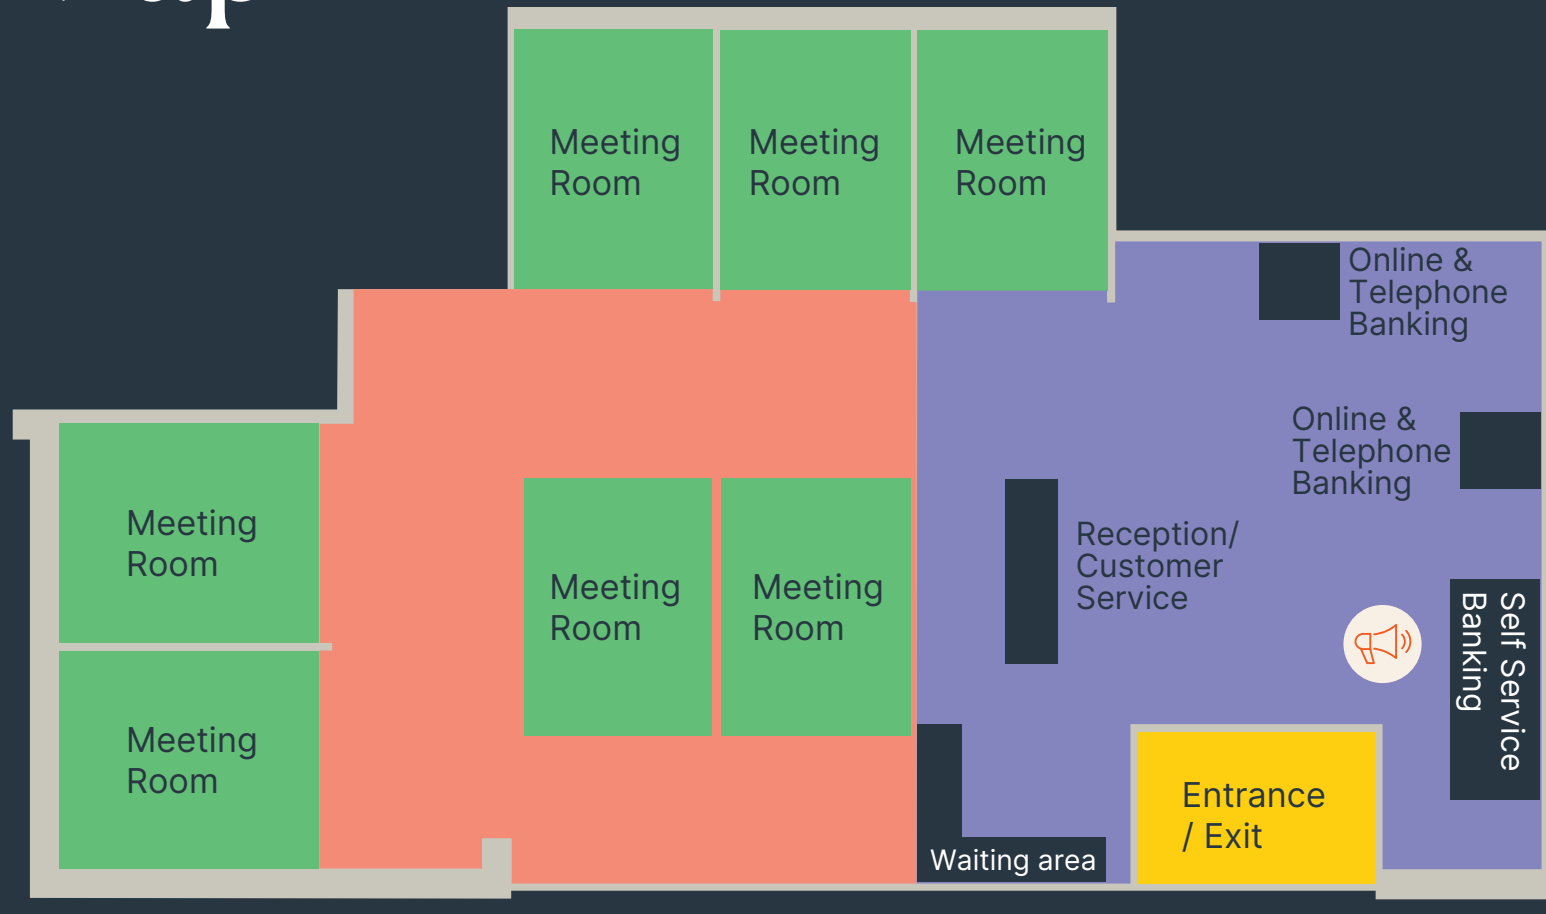 Meeting
Room
Meeting
Room
Meeting
Room
Online &
Telephone
Banking
Online &
Telephone
Banking
Meeting
Room
Reception/
Customer
Service
Meeting
Room
Meeting
Room
Self Service
Banking
Meeting
Room
Entrance
/ Exit
Waiting area